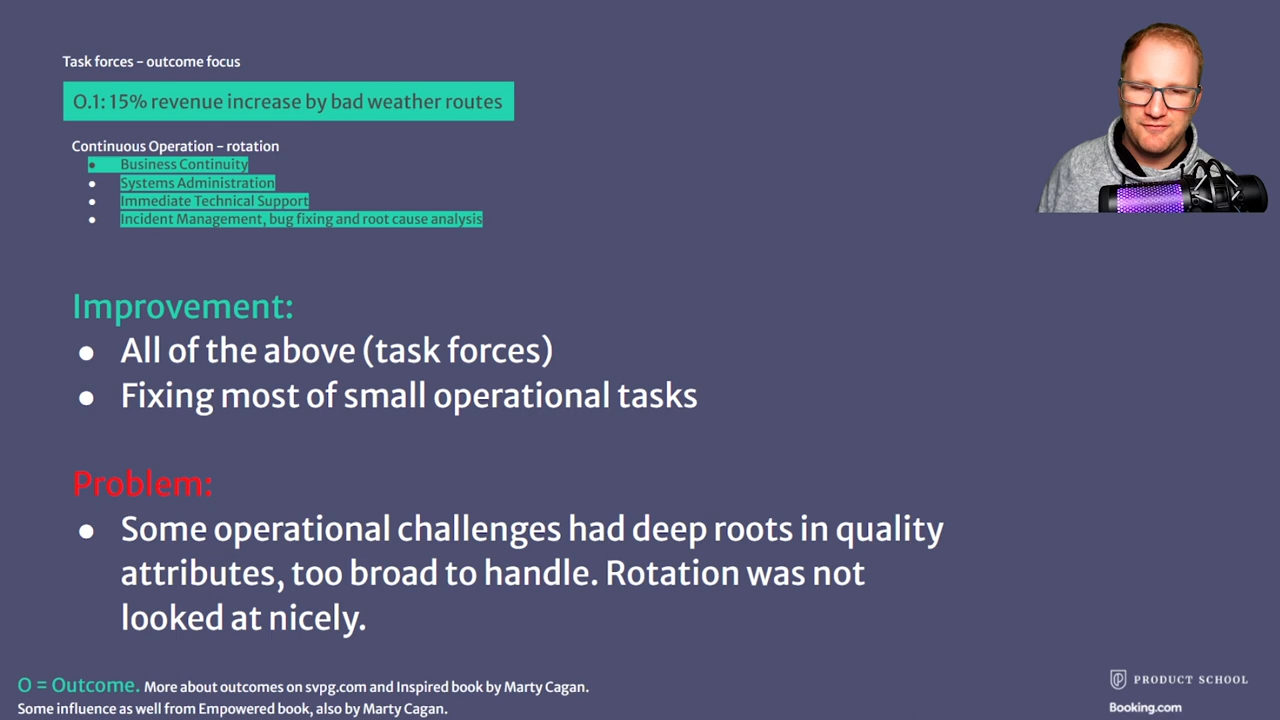 Task forces - outcome focus
O.1: 15% revenue increase by bad weather routes
Continuous Operation - rotation
● Business Continuity
● Systems Administration
● Immediate Technical Support
● Incident Management, bug fixing and root cause analysis
Improvement:
● All of the above (task forces)
● Fixing most of small operational tasks
Problem:
● Some operational challenges had deep roots in quality
attributes, too broad to handle. Rotation was not
looked at nicely.
O = Outcome. More about outcomes on svpg.com and Inspired book by Marty Cagan.
Some influence as well from Empowered book, also by Marty Cagan.
PRODUCT SCHOOL
Booking.com